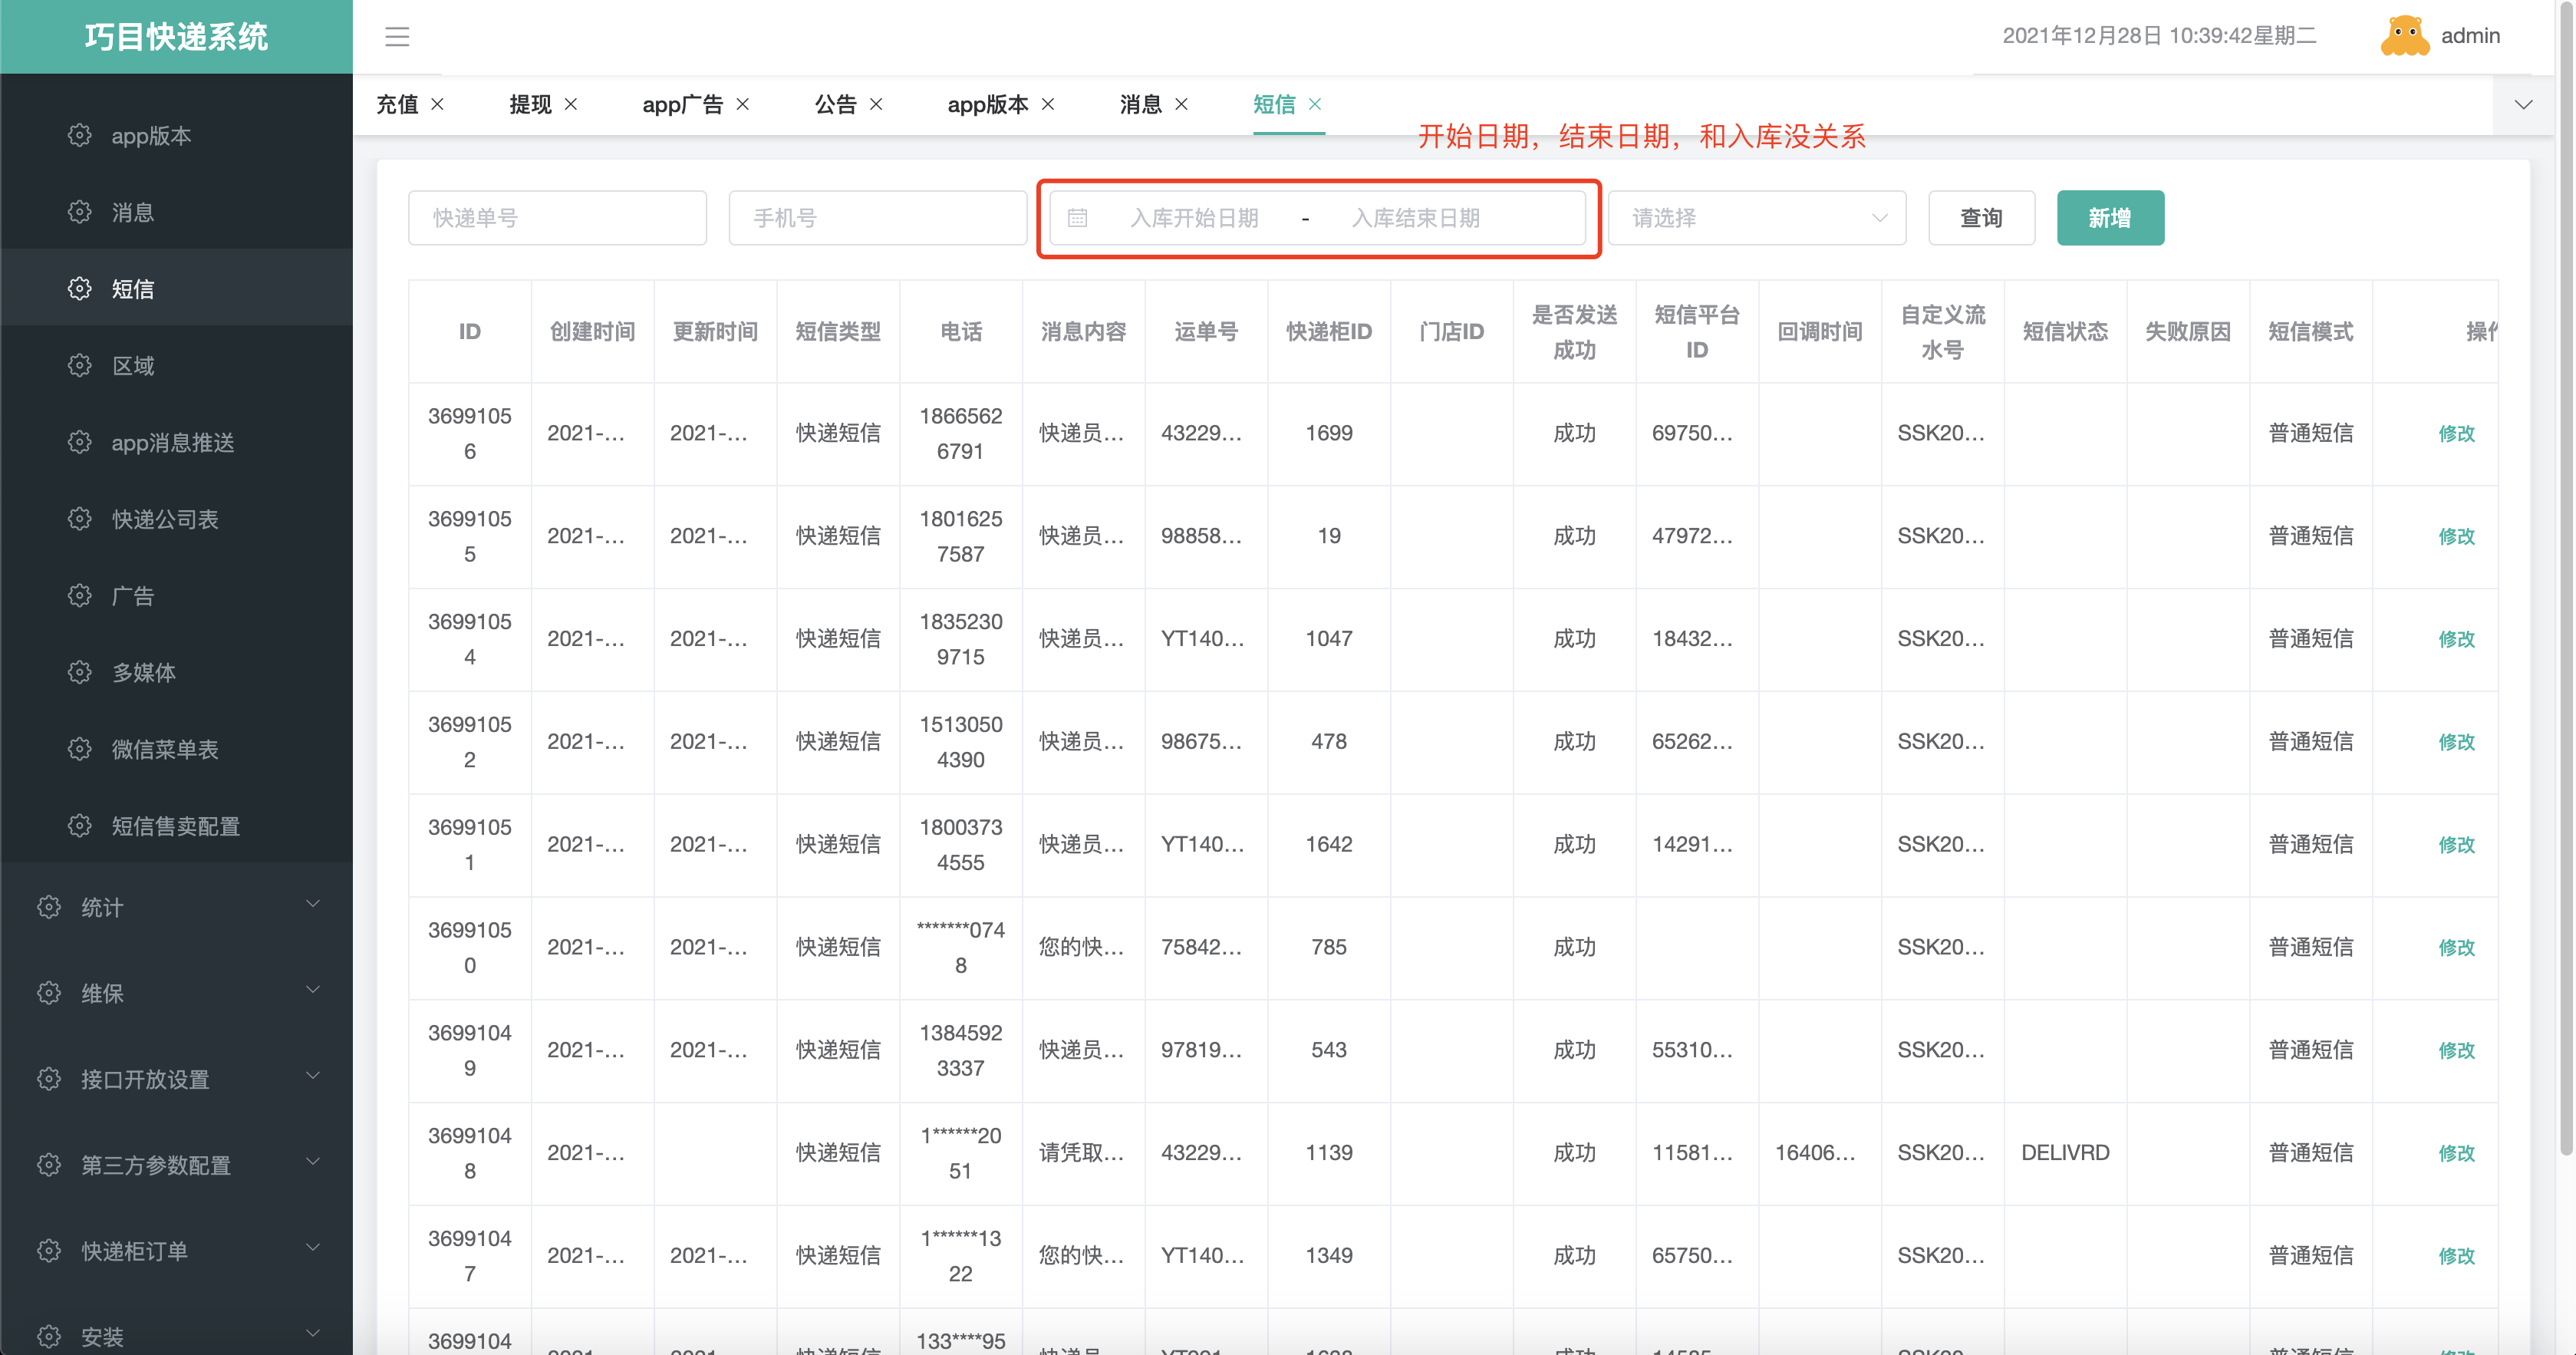 巧目快递系统
2021年12月28日 10:39:42星期二
admin
充值
提现
app广告
公告
app版本
消息
短信
开始日期，结束日期，和入库没关系
app版本
消息
短信
区域
app消息推送
快递公司表
广告
多媒体
微信菜单表
短信售卖配置
统计
维保
接口开放设置
第三方参数配置
快递柜订单
安装
快递单号
手机号
入库开始日期 - 入库结束日期
请选择
查询
新增
ID 创建时间 更新时间 短信类型 电话 消息内容 运单号 快递柜ID 门店ID 是否发送成功 短信平台ID 回调时间 自定义流水号 短信状态 失败原因 短信模式 操作
36991056 2021-... 2021-... 快递短信 18665626791 快递员... 43229... 1699 成功 69750... SSK20... 普通短信 修改
36991055 2021-... 2021-... 快递短信 18016257587 快递员... 98858... 19 成功 47972... SSK20... 普通短信 修改
36991054 2021-... 2021-... 快递短信 18352309715 快递员... YT140... 1047 成功 18432... SSK20... 普通短信 修改
36991052 2021-... 2021-... 快递短信 15130504390 快递员... 98675... 478 成功 65262... SSK20... 普通短信 修改
36991051 2021-... 2021-... 快递短信 18003734555 快递员... YT140... 1642 成功 14291... SSK20... 普通短信 修改
36991050 2021-... 2021-... 快递短信 *******0748 您的快... 75842... 785 成功 SSK20... 普通短信 修改
36991049 2021-... 2021-... 快递短信 13845923337 快递员... 97819... 543 成功 55310... SSK20... 普通短信 修改
36991048 2021-... 快递短信 1******2051 请凭取... 43229... 1139 成功 11581... 16406... SSK20... DELIVRD 普通短信 修改
36991047 2021-... 2021-... 快递短信 1******1322 您的快... YT140... 1349 成功 65750... SSK20... 普通短信 修改
3699104 133****95